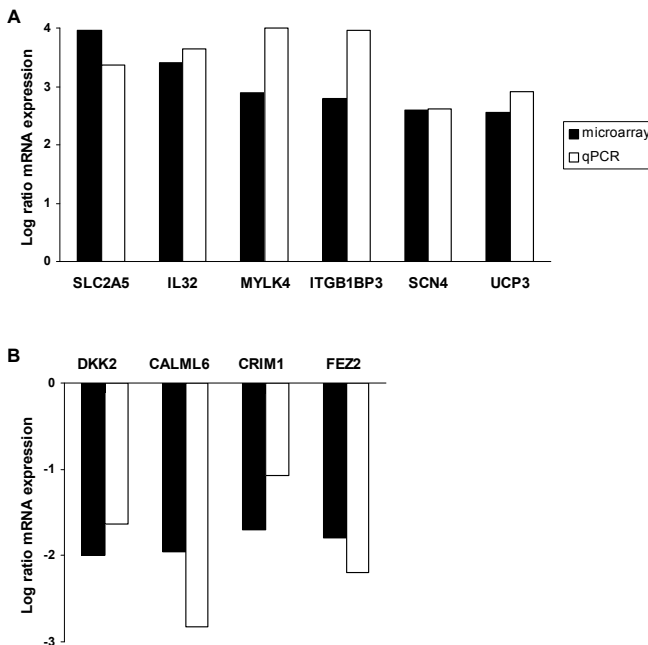 A
Log ratio mRNA expression
4
3
2
1
0
SLC2A5 IL32 MYLK4 ITGB1BP3 SCN4 UCP3
microarray
qPCR
B
DKK2 CALML6 CRIM1 FEZ2
Log ratio mRNA expression
0
-1
-2
-3